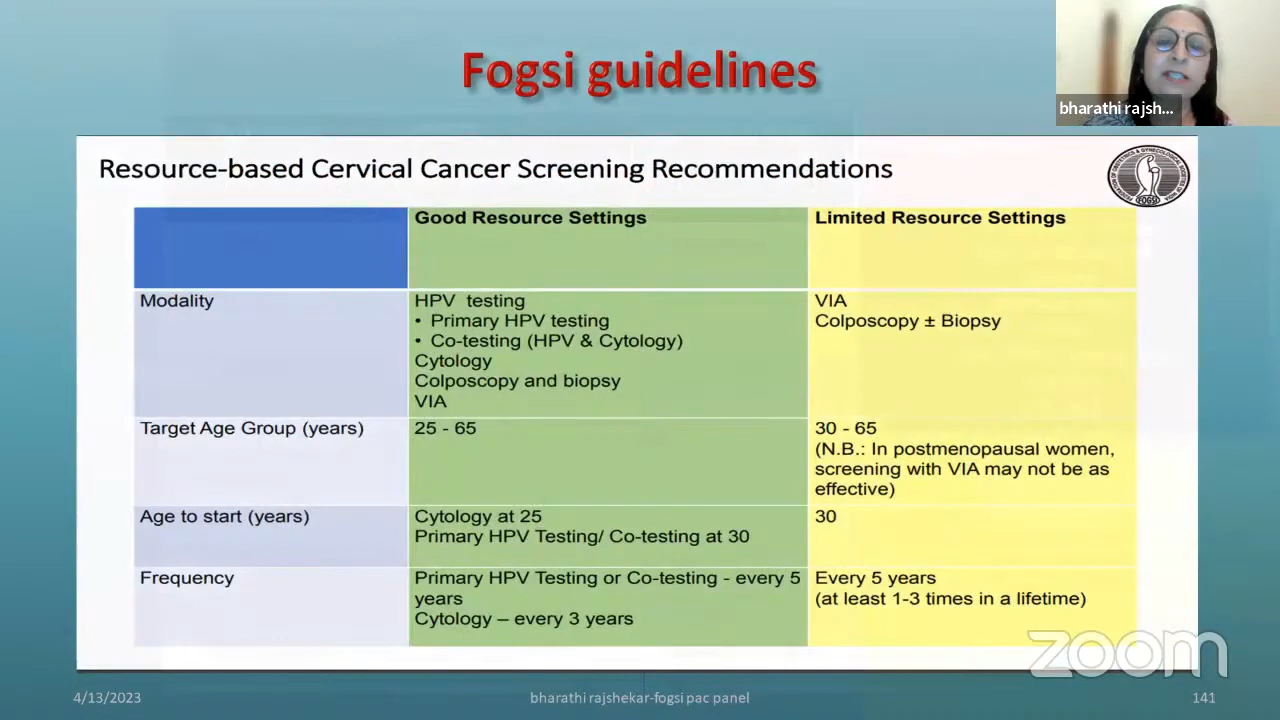 Fogsi guidelines
bharathi rajsh...
Resource-based Cervical Cancer Screening Recommendations
FOGSI
Good Resource Settings
Limited Resource Settings
Modality
HPV testing
• Primary HPV testing
• Co-testing (HPV & Cytology)
Cytology
Colposcopy and biopsy
VIA
VIA
Colposcopy ± Biopsy
Target Age Group (years)
25 - 65
30 - 65
(N.B.: In postmenopausal women,
screening with VIA may not be as
effective)
Age to start (years)
Cytology at 25
Primary HPV Testing/ Co-testing at 30
30
Frequency
Primary HPV Testing or Co-testing - every 5
years
Cytology – every 3 years
Every 5 years
(at least 1-3 times in a lifetime)
zoom
4/13/2023
bharathi rajshekar-fogsi pac panel
141